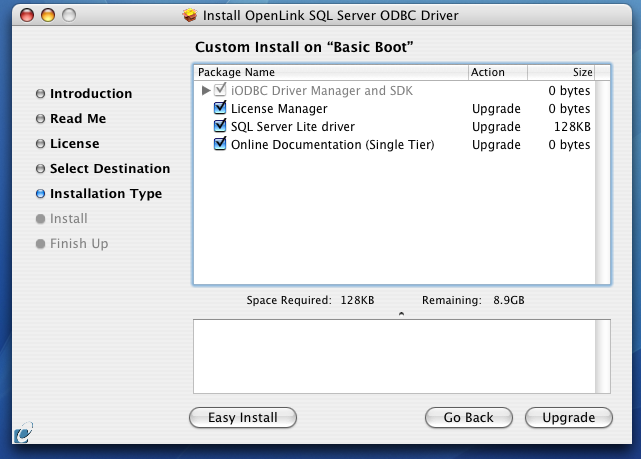 Install OpenLink SQL Server ODBC Driver
Custom Install on “Basic Boot”
Introduction
Read Me
License
Select Destination
Installation Type
Install
Finish Up
Package Name Action Size
iODBC Driver Manager and SDK 0 bytes
License Manager Upgrade 0 bytes
SQL Server Lite driver Upgrade 128KB
Online Documentation (Single Tier) Upgrade 0 bytes
Space Required: 128KB Remaining: 8.9GB
Easy Install Go Back Upgrade